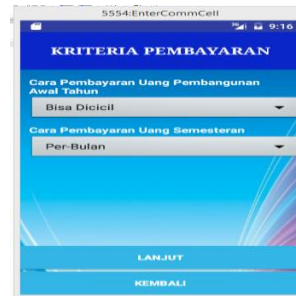 5554:EnterCommCell
9:16
KRITERIA PEMBAYARAN
Cara Pembayaran Uang Pembangunan
Awal Tahun
Bisa Dicicil
Cara Pembayaran Uang Semesteran
Per-Bulan
LANJUT
KEMBALI